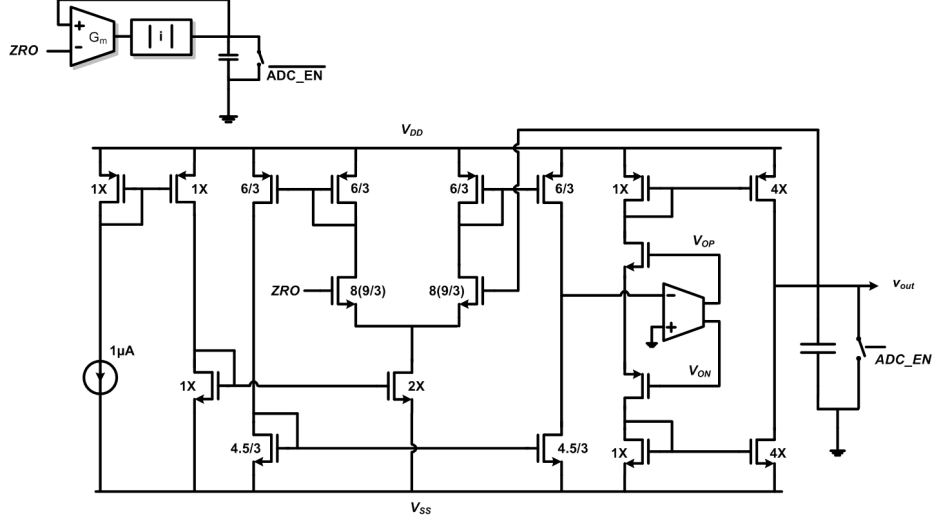 +
G_m
-
| i |
ZRO
ADC_EN
V_DD
1X
1X
6/3
6/3
6/3
6/3
1X
4X
V_OP
ZRO
8(9/3)
8(9/3)
-
+
v_out
1µA
1X
2X
V_ON
ADC_EN
4.5/3
4.5/3
1X
4X
V_SS